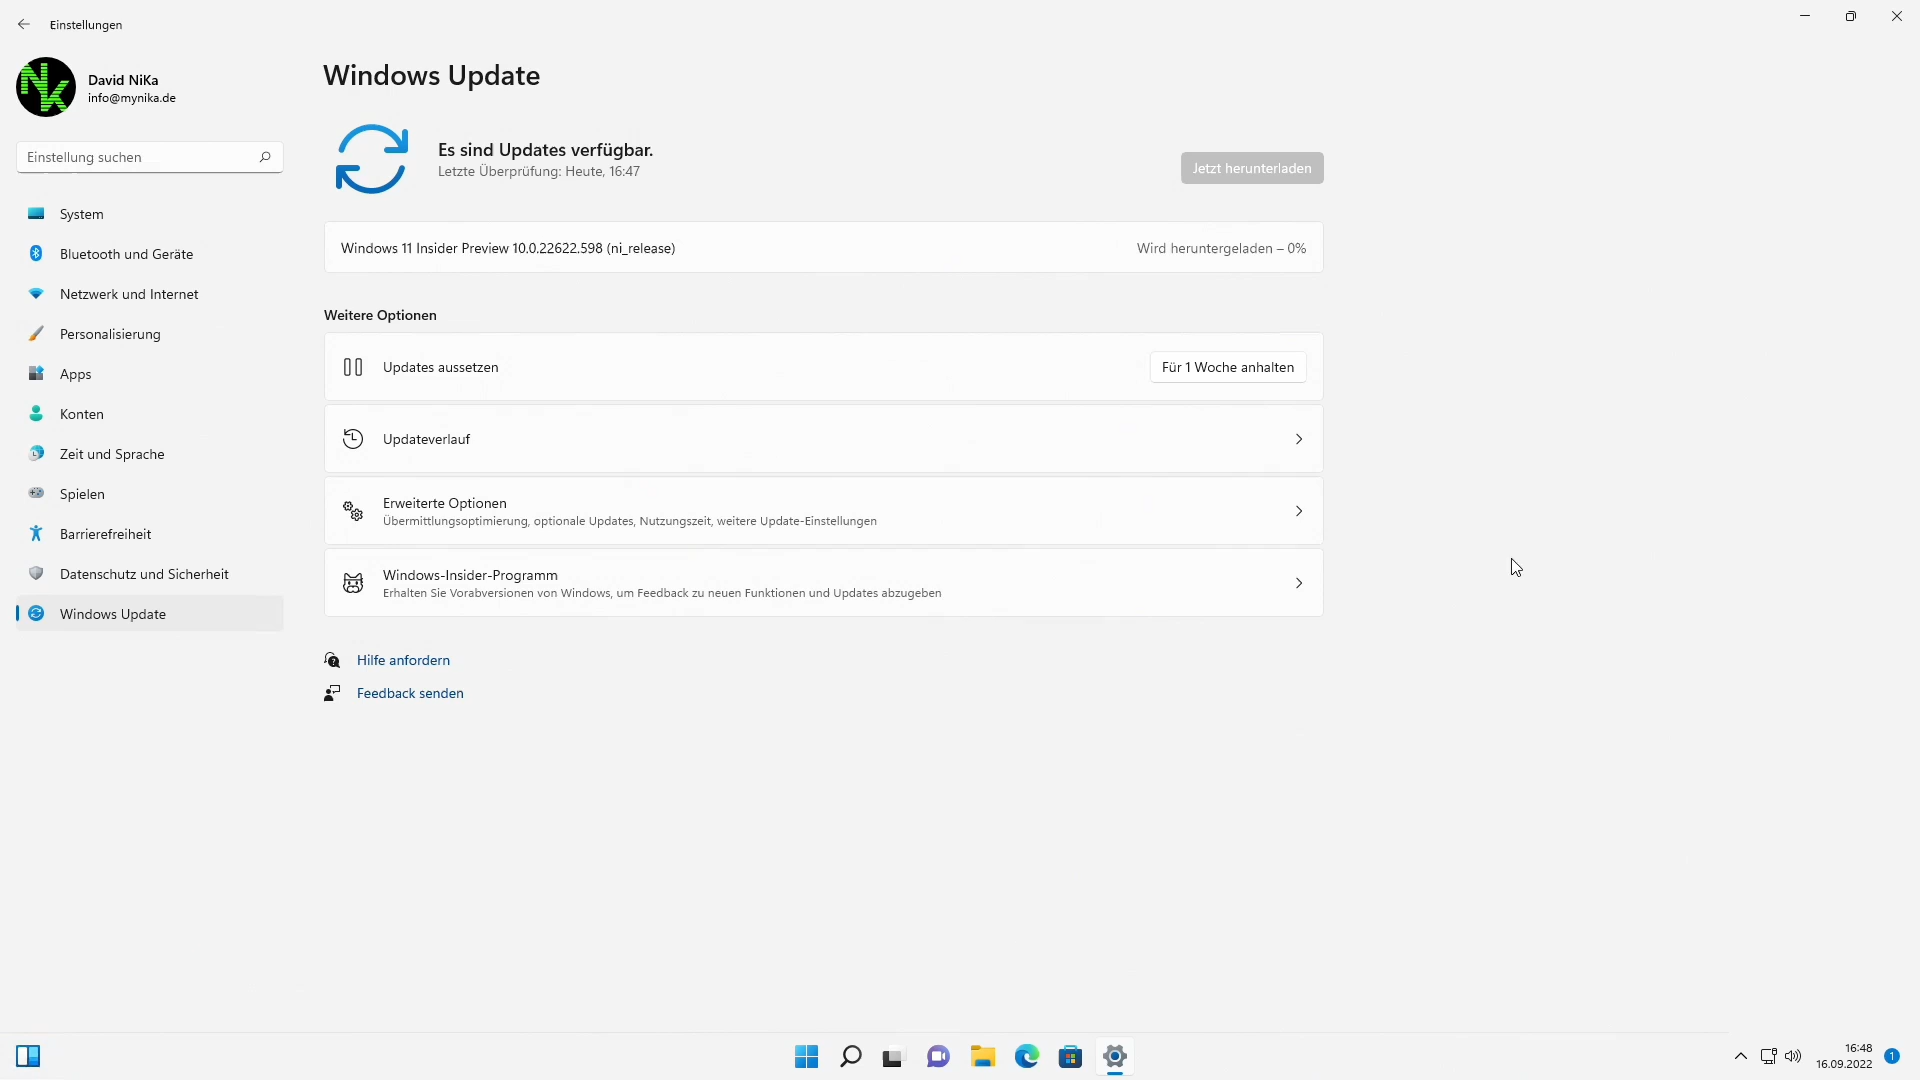 Einstellungen
David NiKa
info@mynika.de
Einstellung suchen
System
Bluetooth und Geräte
Netzwerk und Internet
Personalisierung
Apps
Konten
Zeit und Sprache
Spielen
Barrierefreiheit
Datenschutz und Sicherheit
Windows Update
Windows Update
Es sind Updates verfügbar.
Letzte Überprüfung: Heute, 16:47
Jetzt herunterladen
Windows 11 Insider Preview 10.0.22622.598 (ni_release)
Wird heruntergeladen – 0%
Weitere Optionen
Updates aussetzen
Für 1 Woche anhalten
Updateverlauf
Erweiterte Optionen
Übermittlungsoptimierung, optionale Updates, Nutzungszeit, weitere Update-Einstellungen
Windows-Insider-Programm
Erhalten Sie Vorabversionen von Windows, um Feedback zu neuen Funktionen und Updates abzugeben
Hilfe anfordern
Feedback senden
16:48
16.09.2022
1